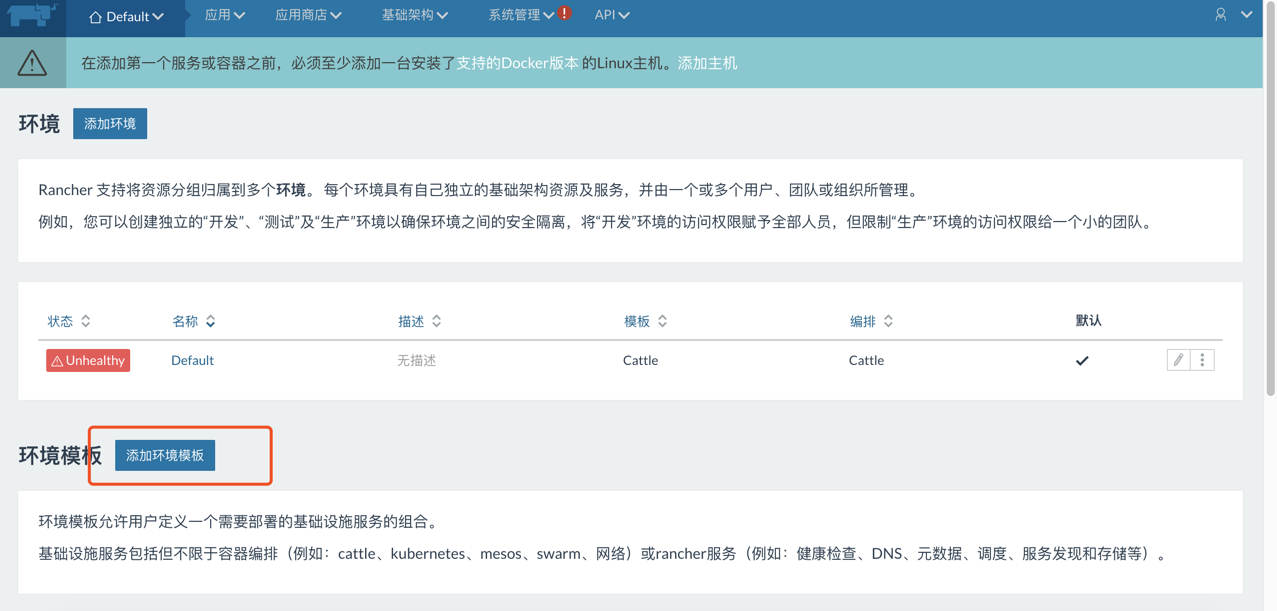 Default 应用 应用商店 基础架构 系统管理 ! API
在添加第一个服务或容器之前，必须至少添加一台安装了支持的Docker版本 的Linux主机。添加主机
环境 添加环境
Rancher 支持将资源分组归属到多个环境。 每个环境具有自己独立的基础架构资源及服务，并由一个或多个用户、团队或组织所管理。
例如，您可以创建独立的“开发”、“测试”及“生产”环境以确保环境之间的安全隔离，将“开发”环境的访问权限赋予全部人员，但限制“生产”环境的访问权限给一个小的团队。
状态 名称 描述 模板 编排 默认
Unhealthy Default 无描述 Cattle Cattle
环境模板 添加环境模板
环境模板允许用户定义一个需要部署的基础设施服务的组合。
基础设施服务包括但不限于容器编排（例如：cattle、kubernetes、mesos、swarm、网络）或rancher服务（例如：健康检查、DNS、元数据、调度、服务发现和存储等）。